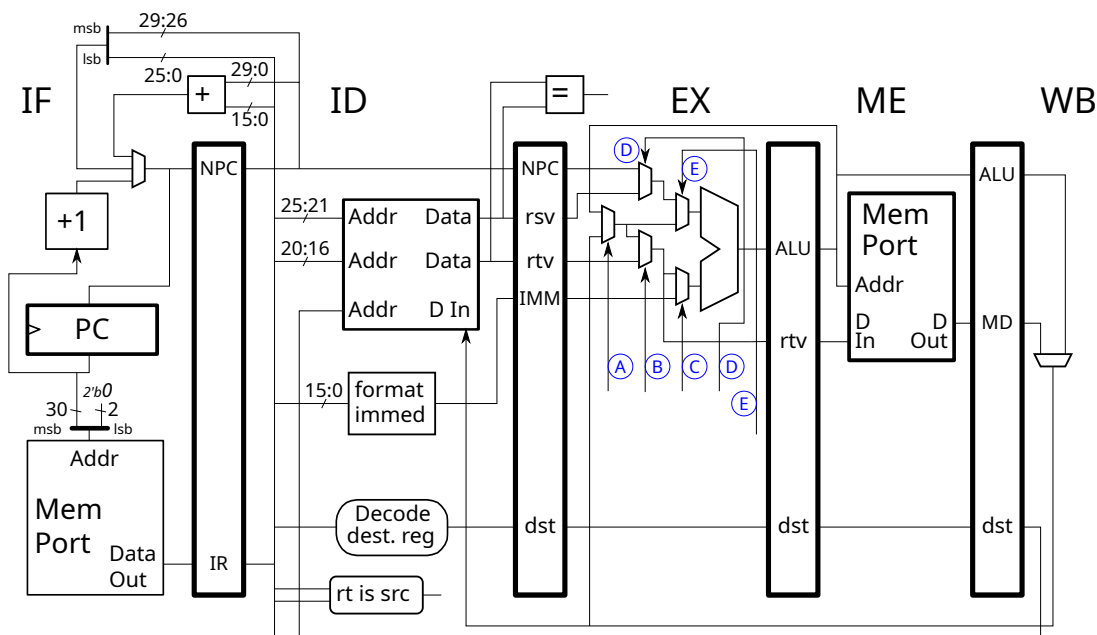 29:26
msb
lsb
25:0
29:0
+
15:0
=
IF
ID
EX
ME
WB
D
E
NPC
NPC
ALU
+1
25:21
Addr
Data
rsv
Mem
Port
20:16
Addr
Data
rtv
ALU
Addr
IMM
Addr
D In
PC
D
In
D
Out
MD
rtv
A
B
C
D
E
2'b0
30
2
msb
lsb
15:0
format
immed
Addr
Mem
Port
Data
Out
IR
Decode
dest. reg
dst
dst
dst
rt is src